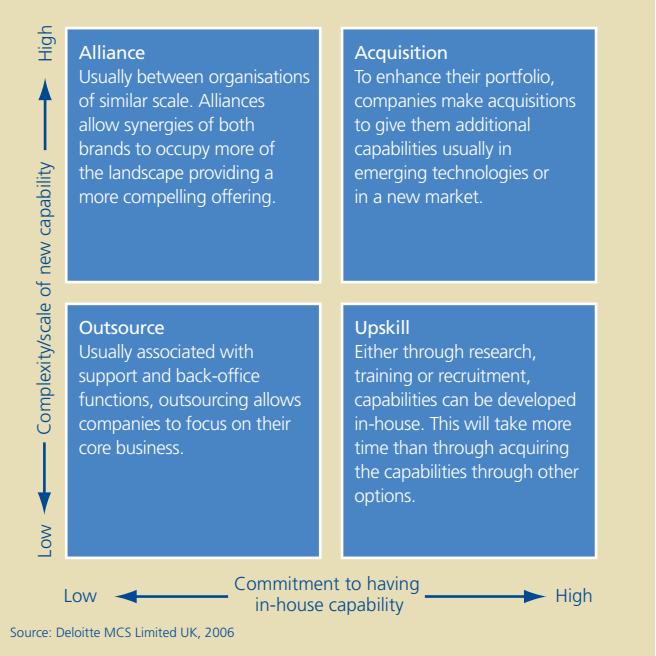 High
Complexity/scale of new capability
Low
Alliance
Usually between organisations
of similar scale. Alliances
allow synergies of both
brands to occupy more of
the landscape providing a
more compelling offering.
Acquisition
To enhance their portfolio,
companies make acquisitions
to give them additional
capabilities usually in
emerging technologies or
in a new market.
Outsource
Usually associated with
support and back-office
functions, outsourcing allows
companies to focus on their
core business.
Upskill
Either through research,
training or recruitment,
capabilities can be developed
in-house. This will take more
time than through acquiring
the capabilities through other
options.
Low
Commitment to having
in-house capability
High
Source: Deloitte MCS Limited UK, 2006